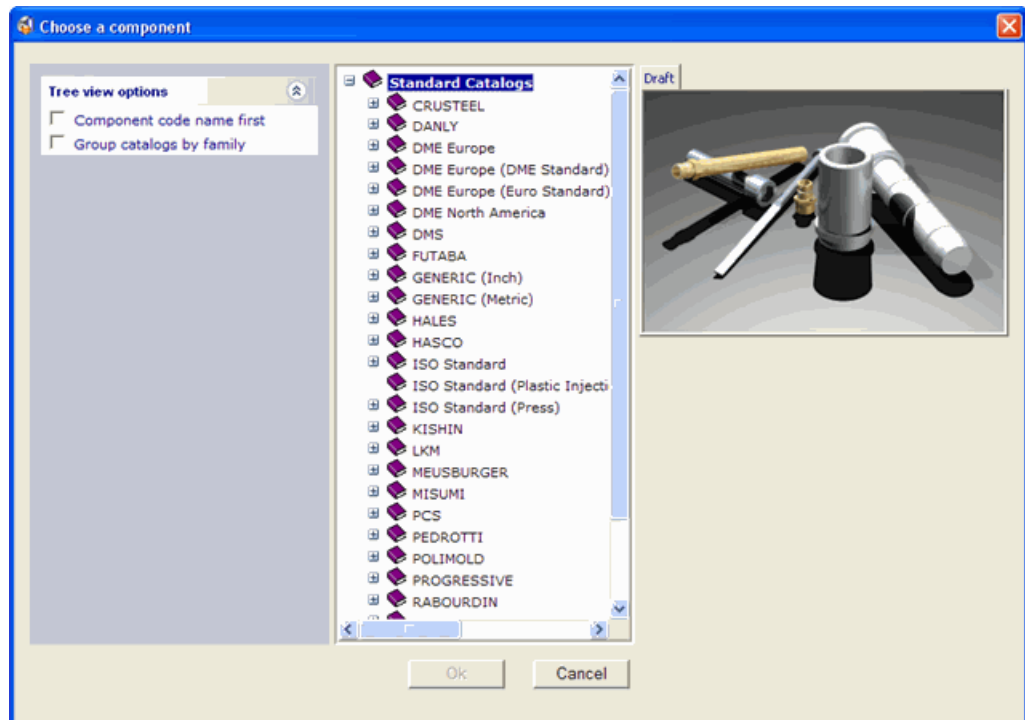 Choose a component
Tree view options
Component code name first
Group catalogs by family
Standard Catalogs
CRUSTEEL
DANLY
DME Europe
DME Europe (DME Standard)
DME Europe (Euro Standard)
DME North America
DMS
FUTABA
GENERIC (Inch)
GENERIC (Metric)
HALES
HASCO
ISO Standard
ISO Standard (Plastic Injecti
ISO Standard (Press)
KISHIN
LKM
MEUSBURGER
MISUMI
PCS
PEDROTTI
POLIMOLD
PROGRESSIVE
RABOURDIN
Draft
Ok
Cancel